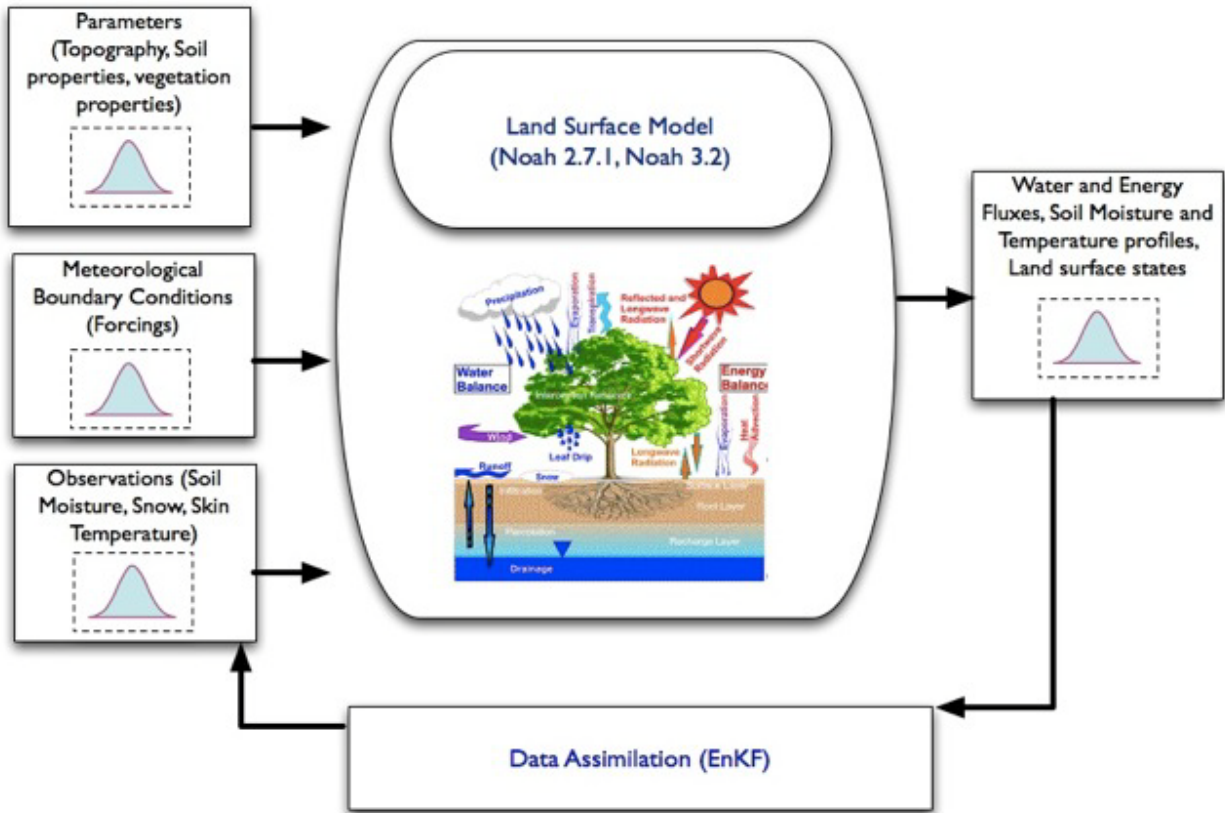 Parameters
(Topography, Soil
properties, vegetation
properties)
Meteorological
Boundary Conditions
(Forcings)
Observations (Soil
Moisture, Snow, Skin
Temperature)
Land Surface Model
(Noah 2.7.1, Noah 3.2)
Precipitation
Evaporation
Transpiration
Reflected and
Longwave
Radiation
Shortwave
Radiation
Water
Balance
Energy
Balance
Wind
Leaf Drip
Longwave
Radiation
Evaporation
Heat
Advection
Runoff
Snow
Infiltration
Surface Layer
Root Layer
Percolation
Recharge Layer
Drainage
Water and Energy
Fluxes, Soil Moisture and
Temperature profiles,
Land surface states
Data Assimilation (EnKF)